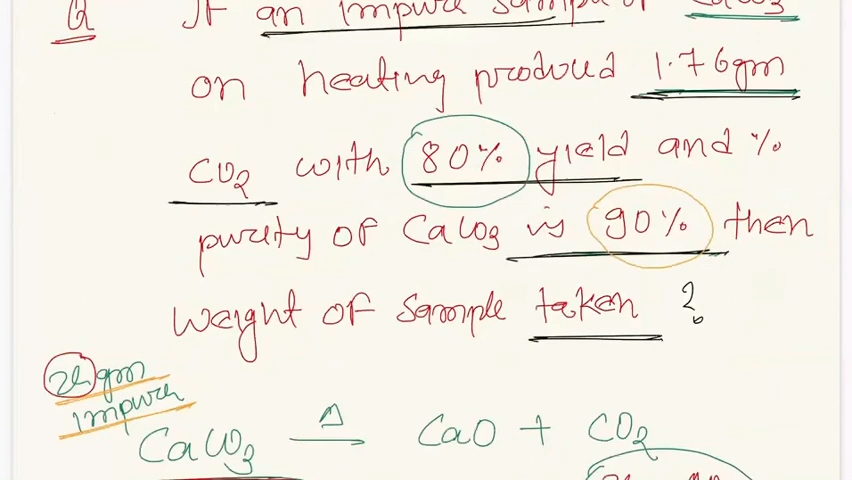 Q If an impure sample of CaCO3
on heating produced 1.76gm
CO2 with 80% yield and %
purity of CaCO3 is 90% then
weight of sample taken ?
gm
impure
CaCO3 Δ CaO + CO2